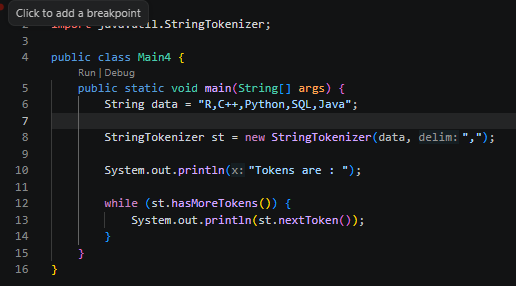 Click to add a breakpoint
2 import java.util.StringTokenizer;
3
4 public class Main4 {
Run | Debug
5 public static void main(String[] args) {
6 String data = "R,C++,Python,SQL,Java";
7
8 StringTokenizer st = new StringTokenizer(data, delim: ",");
9
10 System.out.println(x: "Tokens are : ");
11
12 while (st.hasMoreTokens()) {
13 System.out.println(st.nextToken());
14 }
15 }
16 }